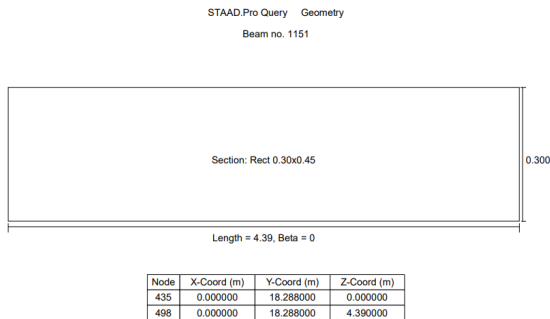 STAAD.Pro Query Geometry
Beam no. 1151
Section: Rect 0.30x0.45
0.300
Length = 4.39, Beta = 0
Node X-Coord (m) Y-Coord (m) Z-Coord (m)
435 0.000000 18.288000 0.000000
498 0.000000 18.288000 4.390000